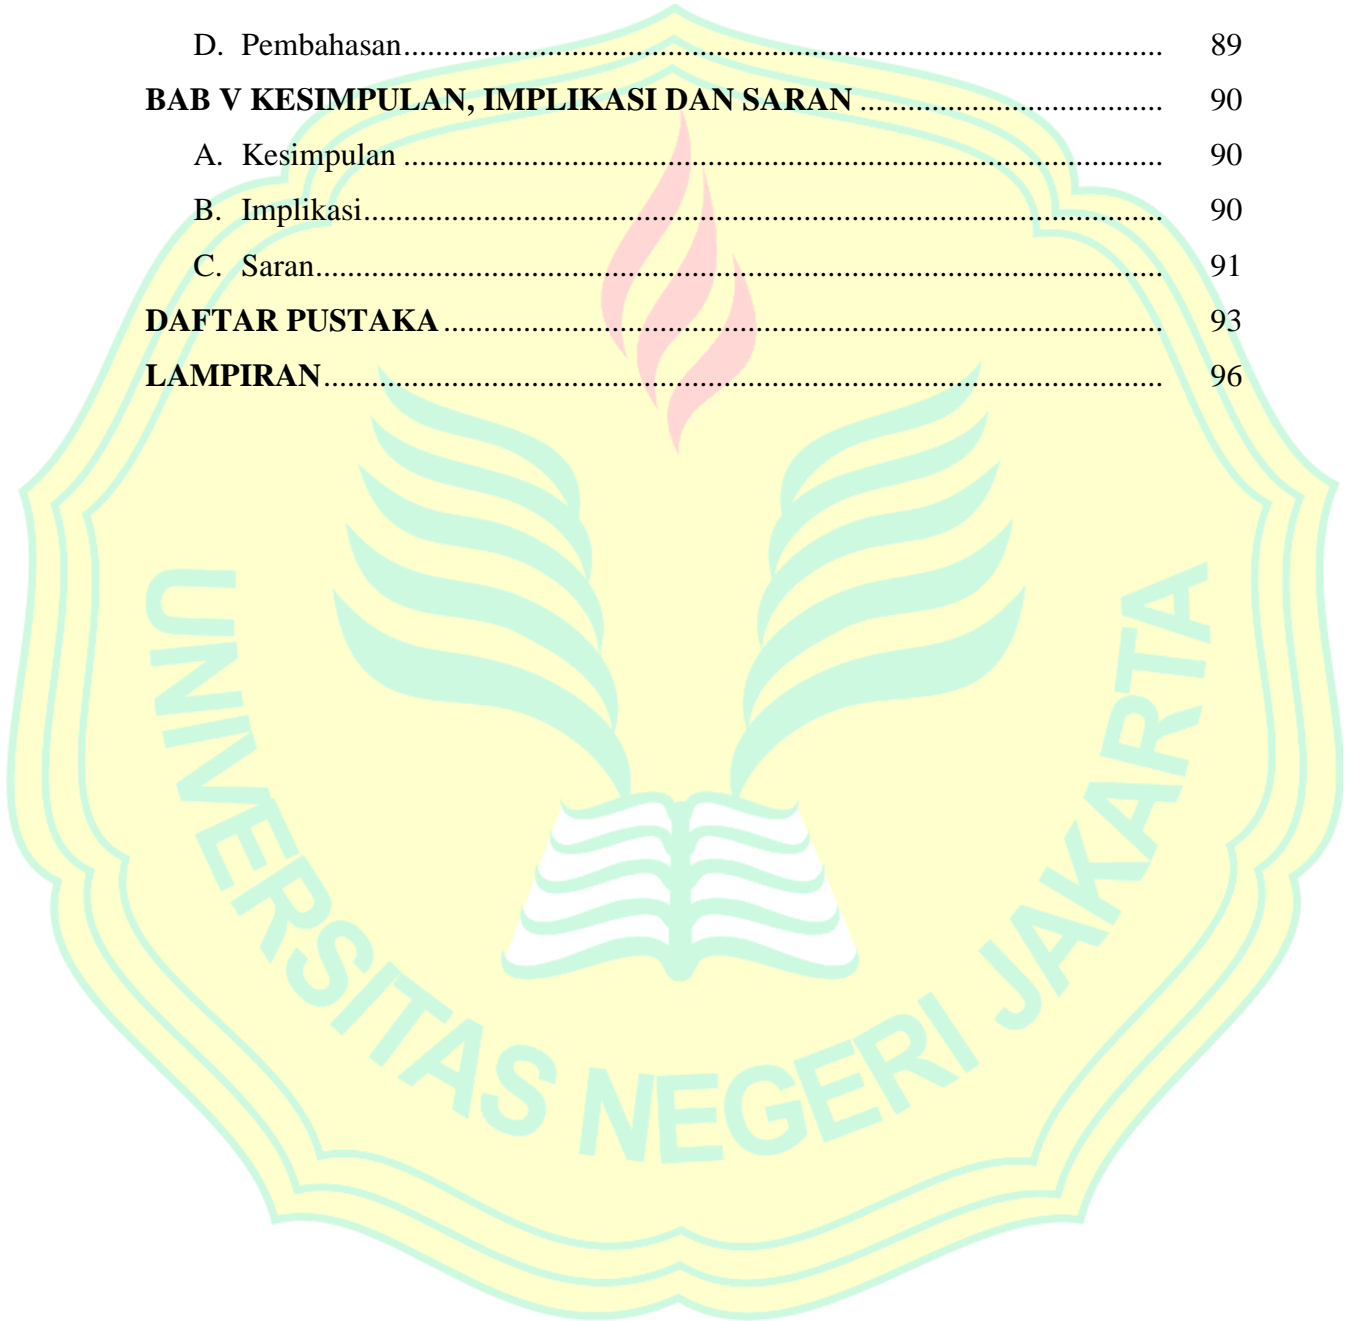 D. Pembahasan............................................................................................... 89
BAB V KESIMPULAN, IMPLIKASI DAN SARAN ...................................... 90
A. Kesimpulan ............................................................................................... 90
B. Implikasi.................................................................................................... 90
C. Saran.......................................................................................................... 91
DAFTAR PUSTAKA .......................................................................................... 93
LAMPIRAN......................................................................................................... 96
UNIVERSITAS NEGERI JAKARTA